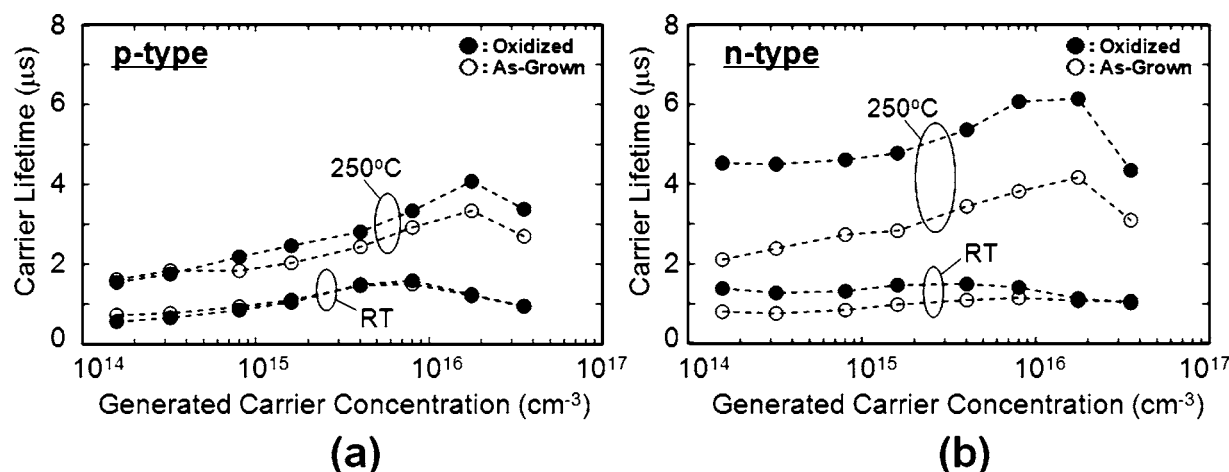 p-type
●: Oxidized
○: As-Grown
250°C
RT
Carrier Lifetime (μs)
8
6
4
2
0
10¹⁴ 10¹⁵ 10¹⁶ 10¹⁷
Generated Carrier Concentration (cm⁻³)
(a)
n-type
●: Oxidized
○: As-Grown
250°C
RT
Carrier Lifetime (μs)
8
6
4
2
0
10¹⁴ 10¹⁵ 10¹⁶ 10¹⁷
Generated Carrier Concentration (cm⁻³)
(b)